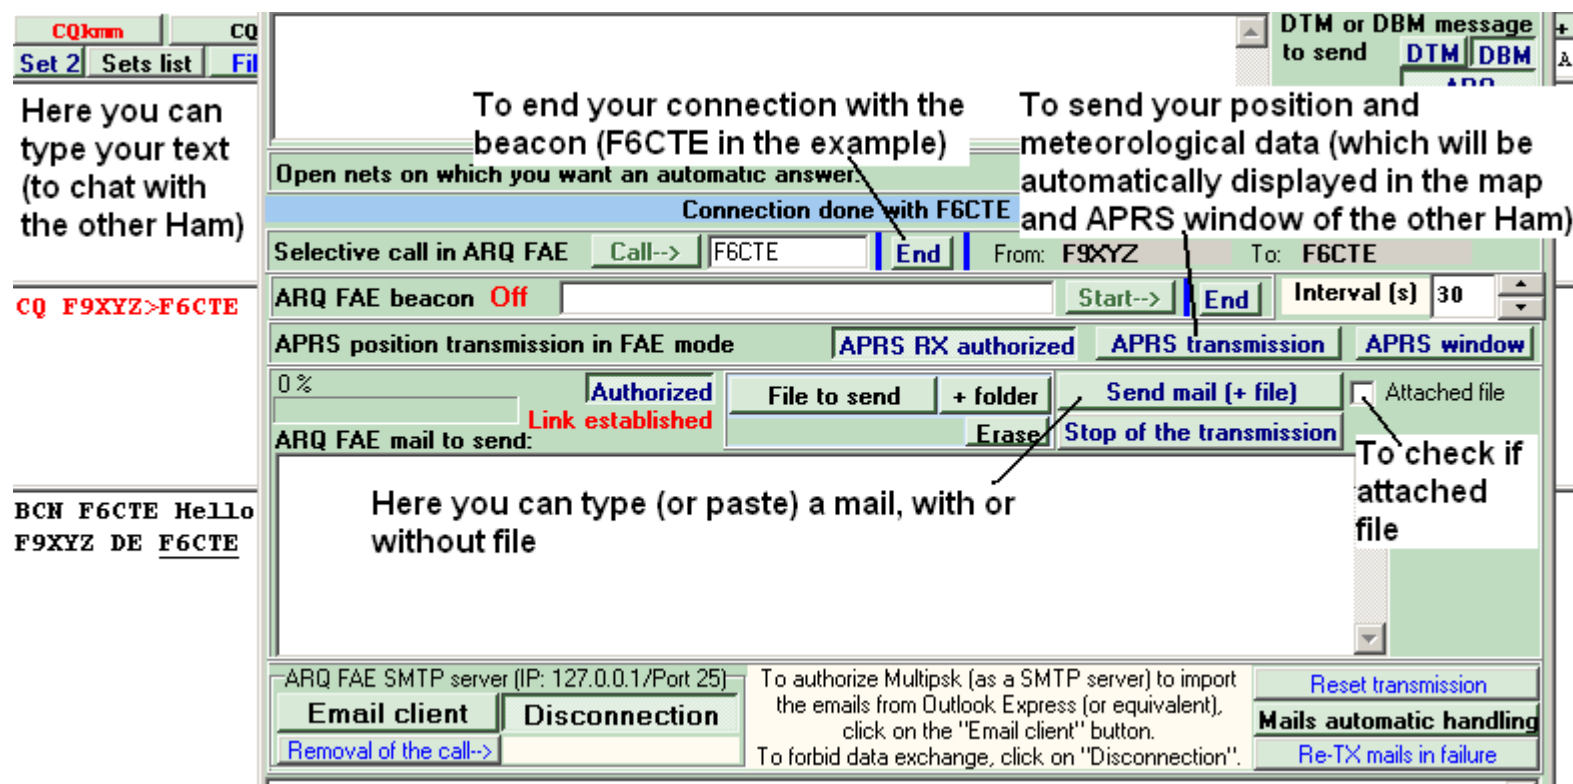 CQkmm
CQ
DTM or DBM message
to send
DTM
DBM
+
Set 2
Sets list
Fil
A
Here you can
type your text
(to chat with
the other Ham)
To end your connection with the
beacon (F6CTE in the example)
To send your position and
meteorological data (which will be
automatically displayed in the map
and APRS window of the other Ham)
Open nets on which you want an automatic answer.
Connection done with F6CTE
Selective call in ARQ FAE
Call-->
F6CTE
End
From:
F9XYZ
To:
F6CTE
CQ F9XYZ>F6CTE
ARQ FAE beacon
Off
Start-->
End
Interval (s)
30
APRS position transmission in FAE mode
APRS RX authorized
APRS transmission
APRS window
0 %
Authorized
File to send
+ folder
Send mail (+ file)
Attached file
Link established
ARQ FAE mail to send:
Erase
Stop of the transmission
To check if
attached
file
Here you can type (or paste) a mail, with or
without file
BCN F6CTE Hello
F9XYZ DE F6CTE
ARQ FAE SMTP server (IP: 127.0.0.1/Port 25)
Email client
Disconnection
Removal of the call-->
To authorize Multipsk (as a SMTP server) to import
the emails from Outlook Express (or equivalent),
click on the "Email client" button.
To forbid data exchange, click on "Disconnection".
Reset transmission
Mails automatic handling
Re-TX mails in failure